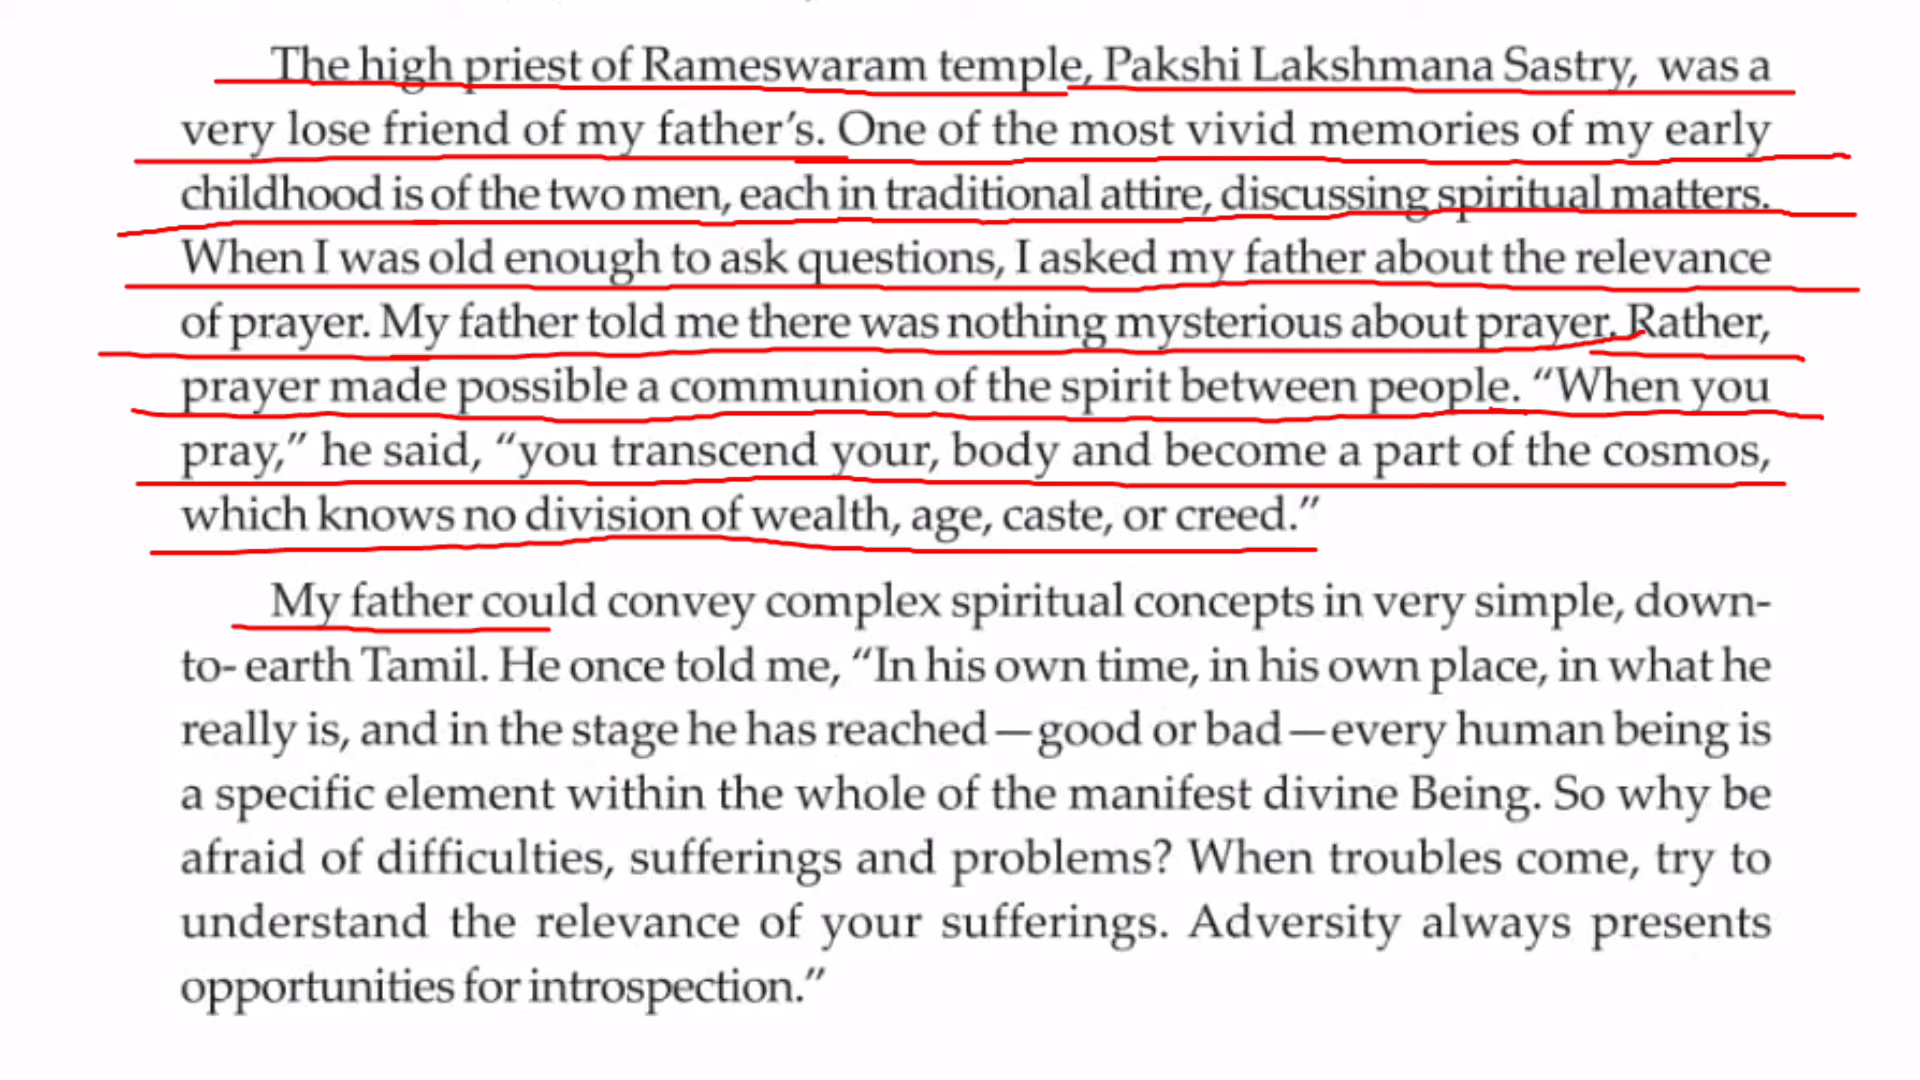 The high priest of Rameswaram temple, Pakshi Lakshmana Sastry, was a
very lose friend of my father's. One of the most vivid memories of my early
childhood is of the two men, each in traditional attire, discussing spiritual matters.
When I was old enough to ask questions, I asked my father about the relevance
of prayer. My father told me there was nothing mysterious about prayer. Rather,
prayer made possible a communion of the spirit between people. “When you
pray,” he said, “you transcend your, body and become a part of the cosmos,
which knows no division of wealth, age, caste, or creed.”
My father could convey complex spiritual concepts in very simple, down-
to- earth Tamil. He once told me, “In his own time, in his own place, in what he
really is, and in the stage he has reached—good or bad—every human being is
a specific element within the whole of the manifest divine Being. So why be
afraid of difficulties, sufferings and problems? When troubles come, try to
understand the relevance of your sufferings. Adversity always presents
opportunities for introspection.”